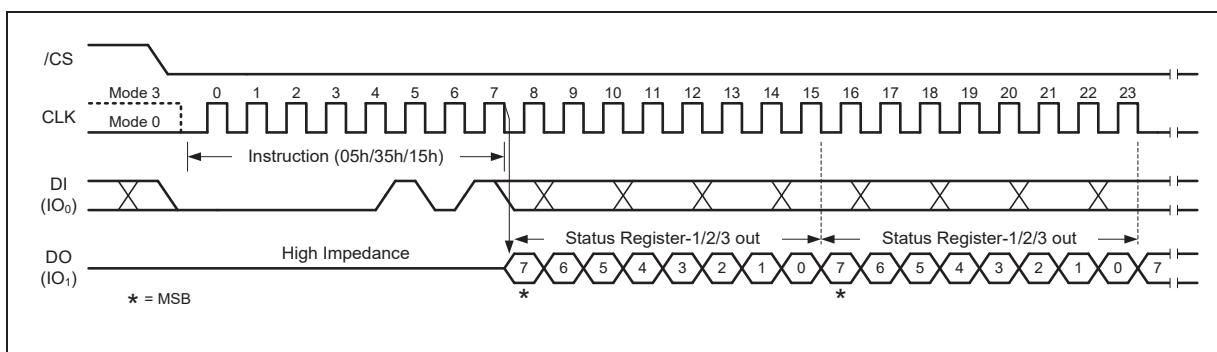 /CS
Mode 3 0 1 2 3 4 5 6 7 8 9 10 11 12 13 14 15 16 17 18 19 20 21 22 23
CLK
Mode 0
Instruction (05h/35h/15h)
DI
(IO₀)
Status Register-1/2/3 out Status Register-1/2/3 out
High Impedance
DO
(IO₁)
7 6 5 4 3 2 1 0 7 6 5 4 3 2 1 0 7
* *
* = MSB